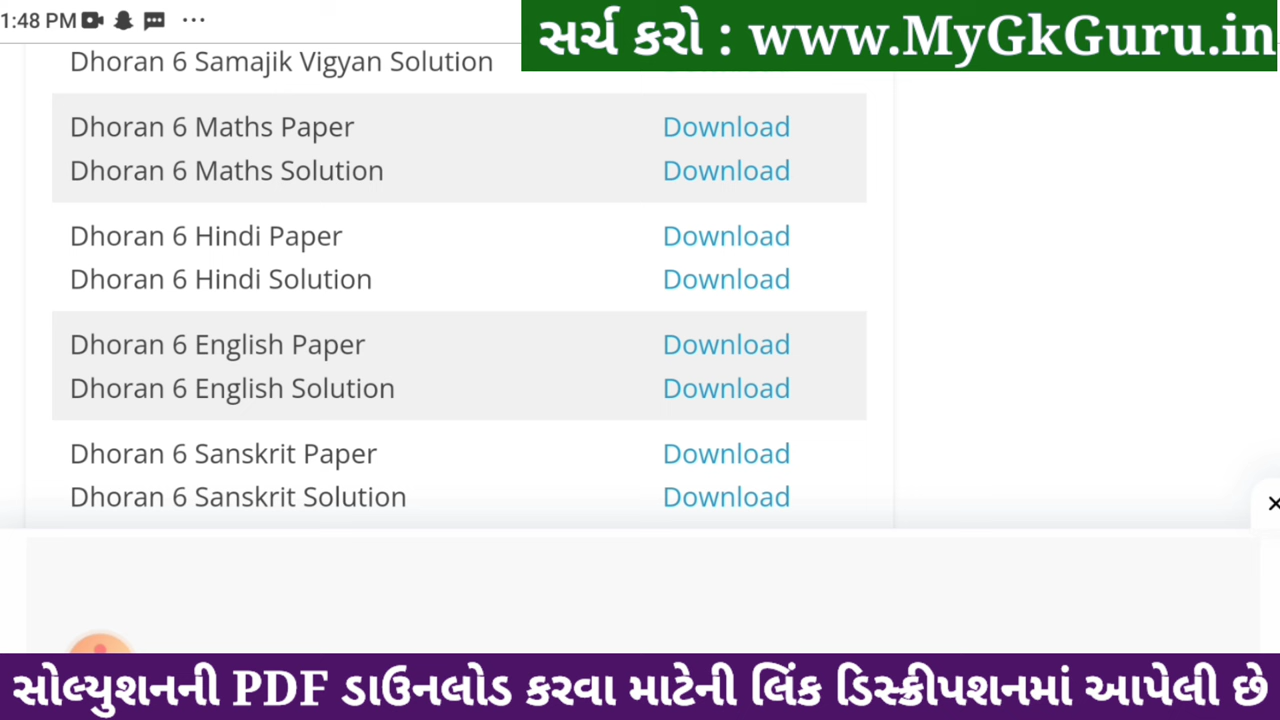 1:48 PM
સર્ચ કરો : www.MyGkGuru.in
Dhoran 6 Samajik Vigyan Solution
Dhoran 6 Maths Paper Download
Dhoran 6 Maths Solution Download
Dhoran 6 Hindi Paper Download
Dhoran 6 Hindi Solution Download
Dhoran 6 English Paper Download
Dhoran 6 English Solution Download
Dhoran 6 Sanskrit Paper Download
Dhoran 6 Sanskrit Solution Download
સોલ્યુશનની PDF ડાઉનલોડ કરવા માટેની લિંક ડિસ્ક્રીપશનમાં આપેલી છે